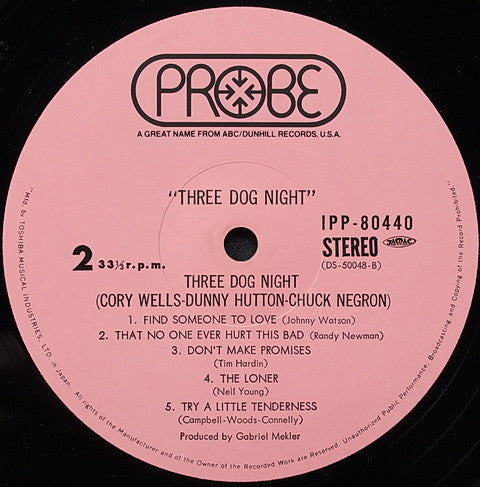 PROBE
A GREAT NAME FROM ABC/DUNHILL RECORDS, U.S.A.
"THREE DOG NIGHT"
IPP-80440
2 33⅓ r.p.m.
STEREO JASRAC
(DS-50048-B)
THREE DOG NIGHT
(CORY WELLS-DUNNY HUTTON-CHUCK NEGRON)
1. FIND SOMEONE TO LOVE (Johnny Watson)
2. THAT NO ONE EVER HURT THIS BAD (Randy Newman)
3. DON'T MAKE PROMISES
(Tim Hardin)
4. THE LONER
(Neil Young)
5. TRY A LITTLE TENDERNESS
(Campbell-Woods-Connelly)
Produced by Gabriel Mekler
"Mfd. by TOSHIBA MUSICAL INDUSTRIES, LTD. in Japan. All rights of the Manufacturer and of the Owner of the Recorded Work Reserved. Unauthorized Public Performance, Broadcasting and Copying of the Record Prohibited."